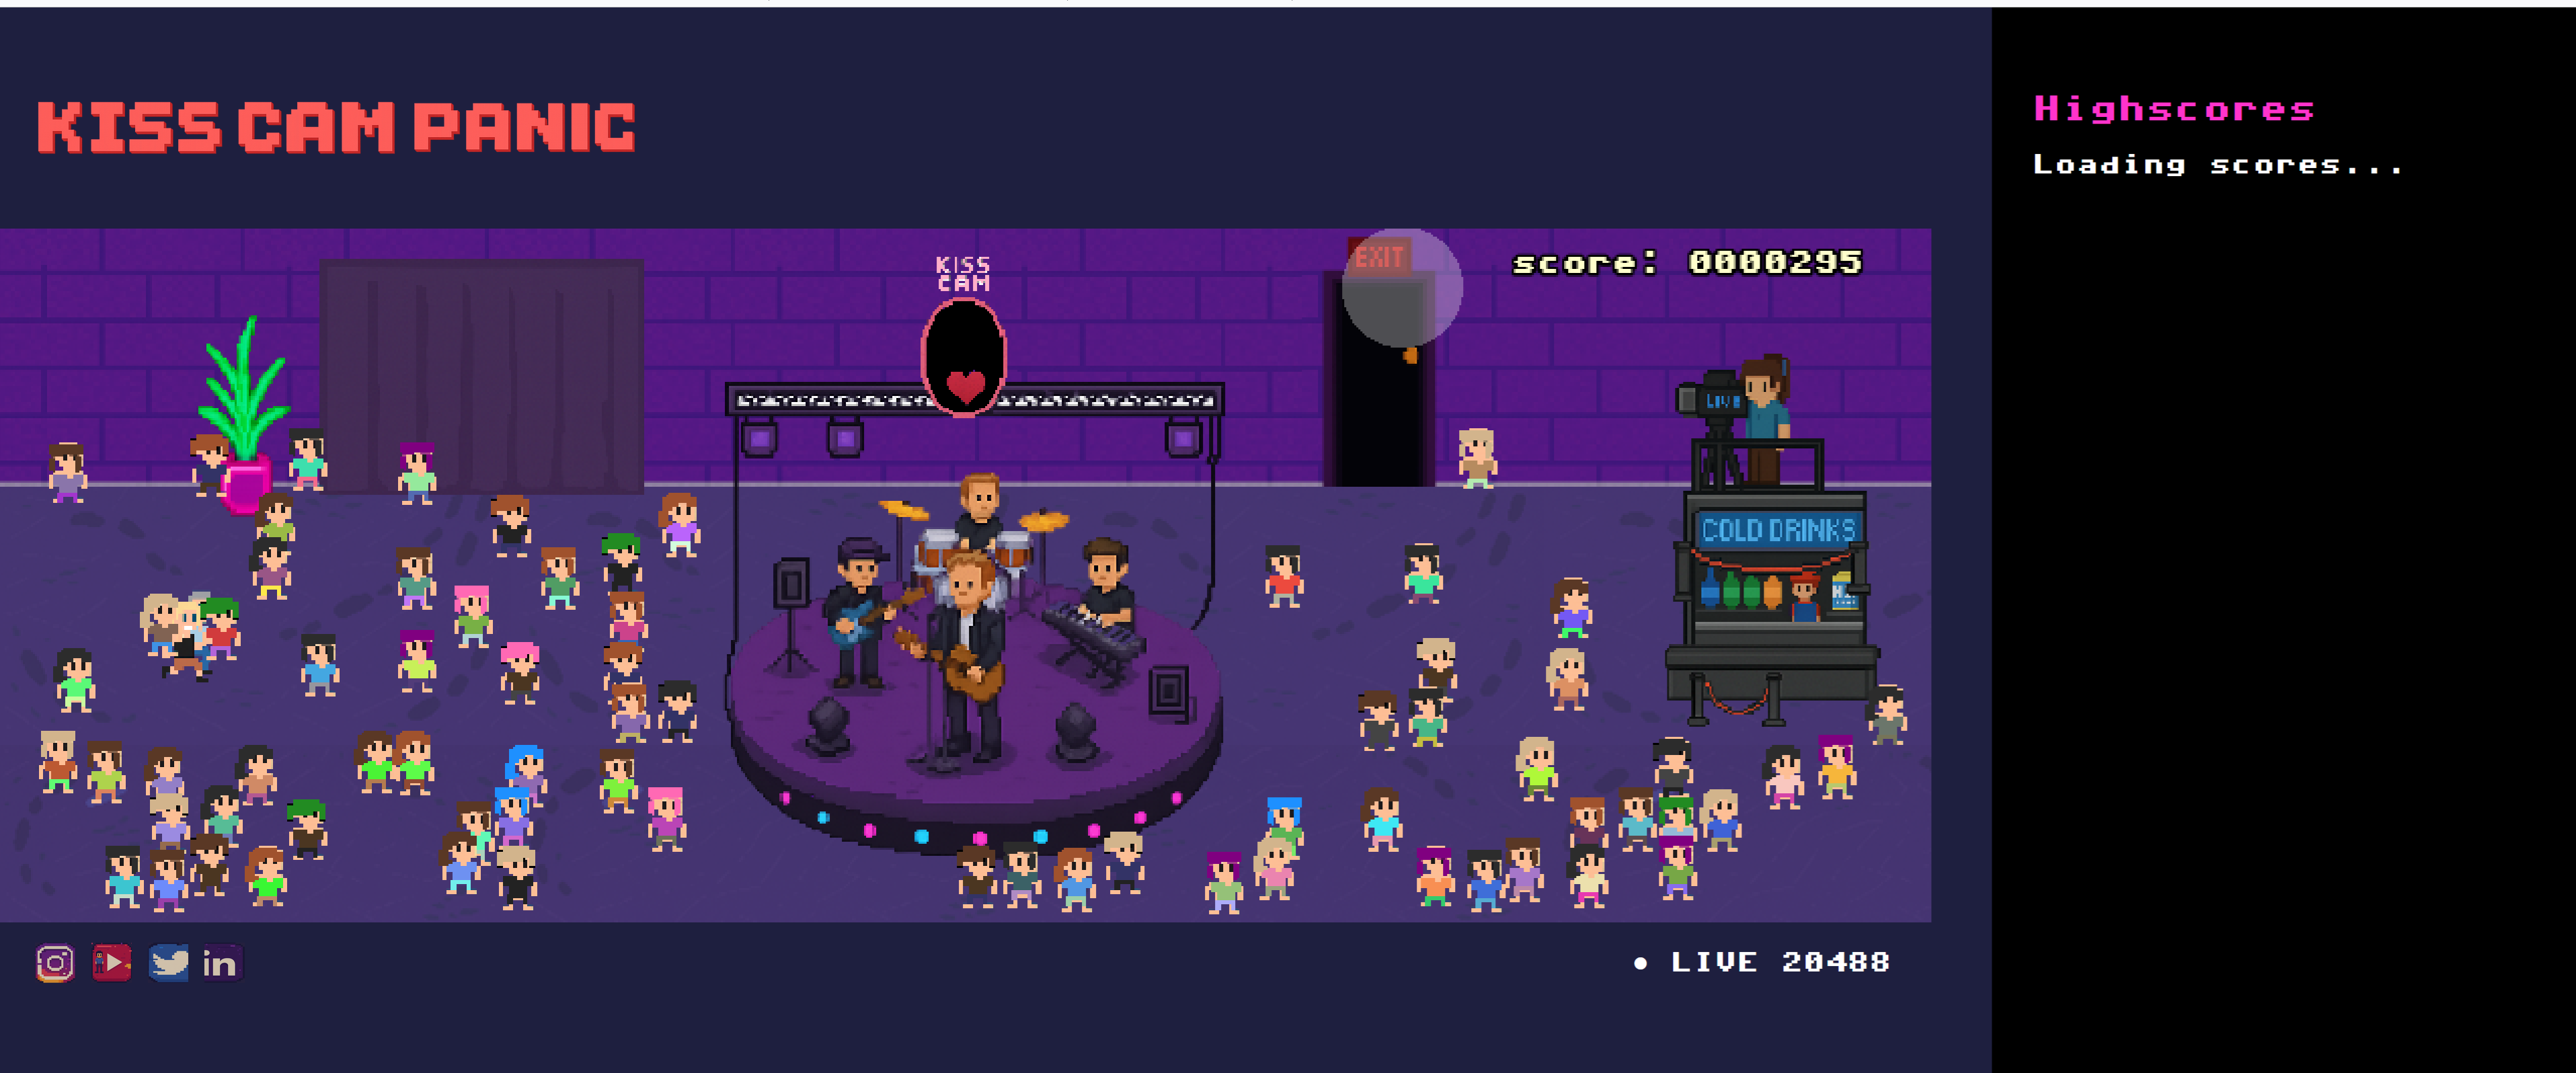 KISS CAM PANIC
Highscores
Loading scores...
KISS
CAM
EXIT
score: 0000295
LIVE
COLD DRINKS
in
• LIVE 20488